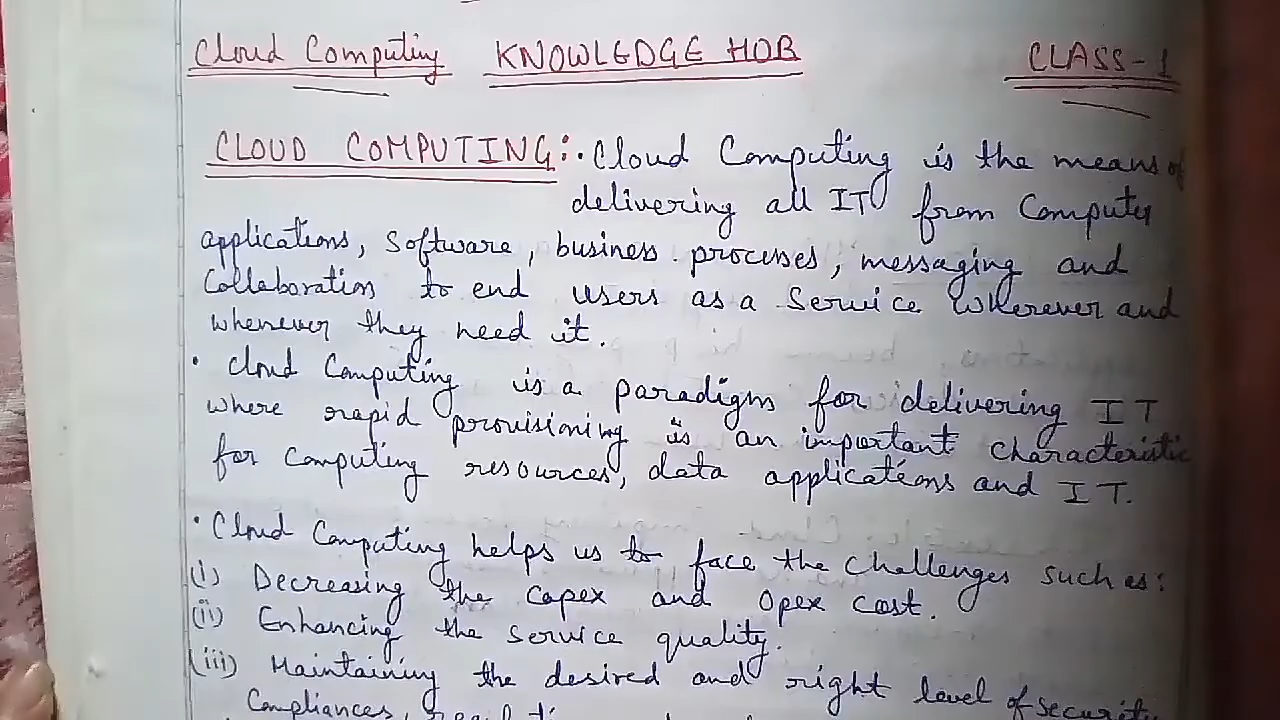 Cloud Computing KNOWLEDGE HOB CLASS-1
CLOUD COMPUTING:. Cloud Computing is the means of
delivering all IT from Computer
applications, Software, business processes, messaging and
Collaboration to end users as a Service Wherever and
whenever they need it.
• Cloud Computing is a paradigm for delivering IT
where rapid provisioning is an important characteristic
for Computing resources, data applications and IT.
• Cloud Computing helps us to face the challenges such as:
(i) Decreasing the Capex and Opex Cost.
(ii) Enhancing the Service quality.
(iii) Maintaining the desired and right level of security
Compliances,